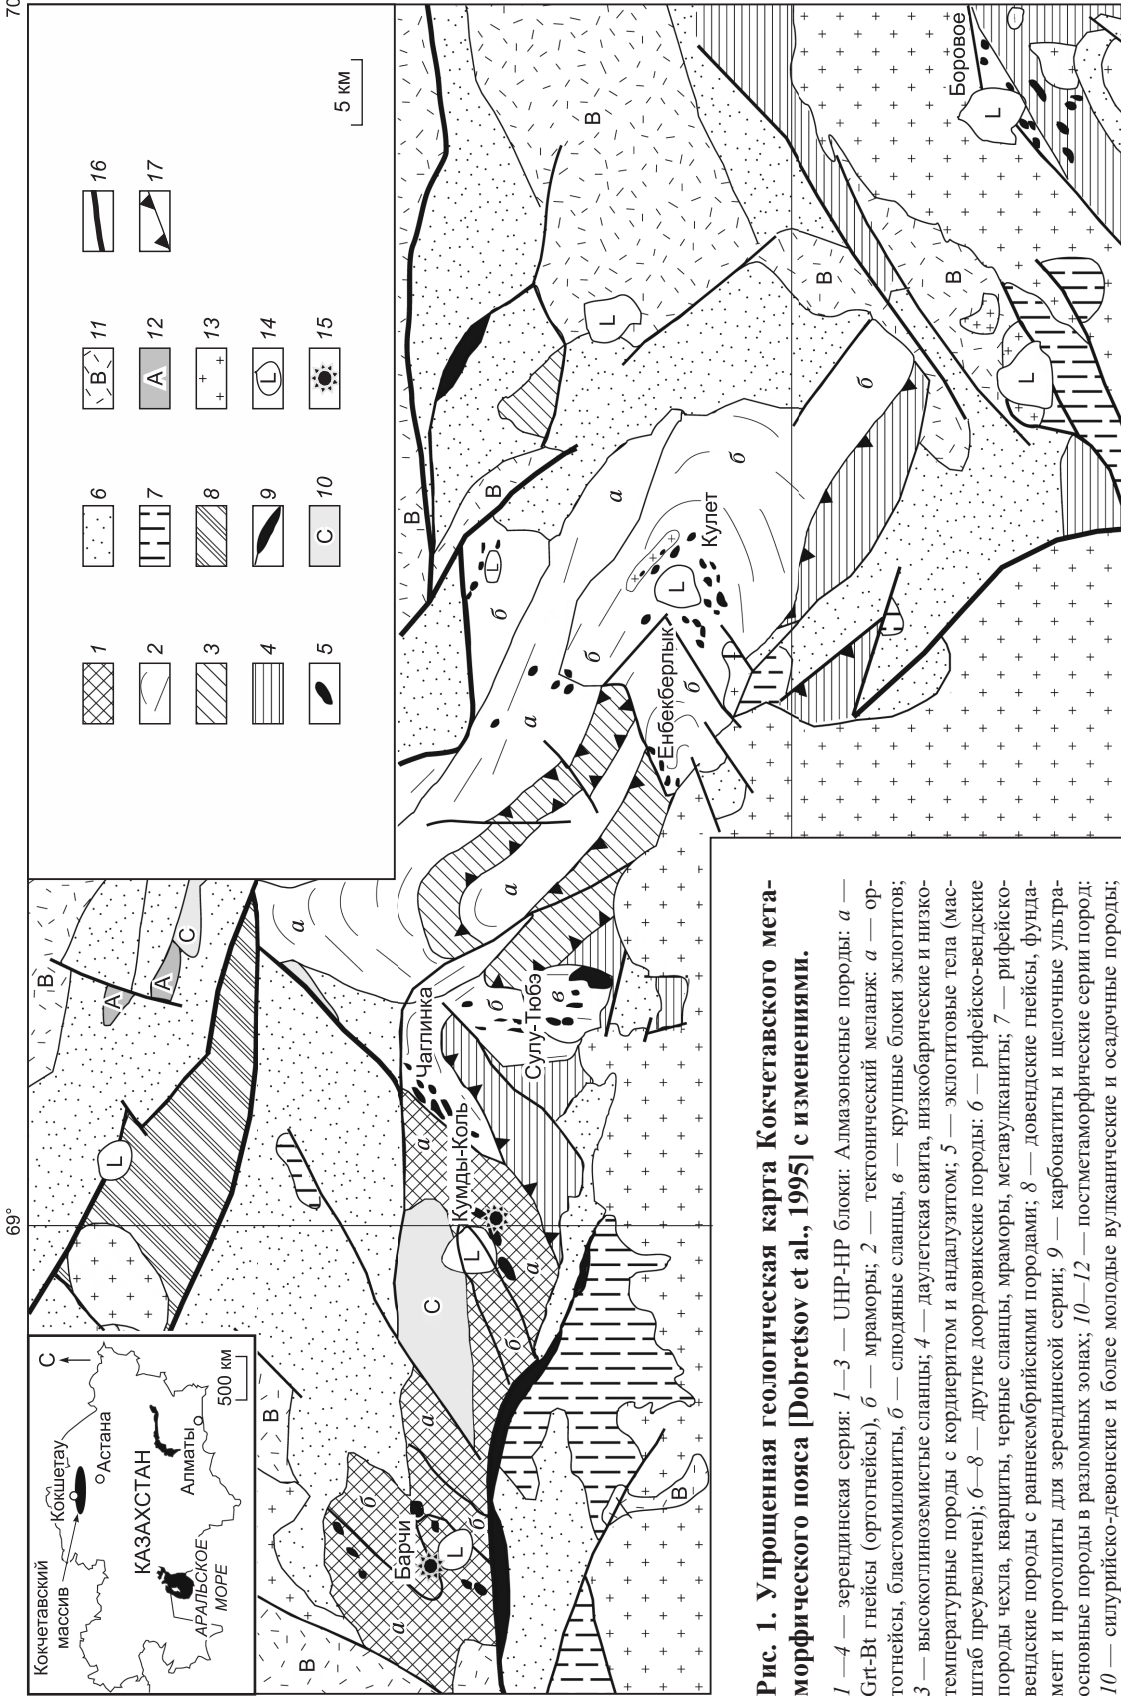 70
69°
С
Кокчетавский
массив
Кокшетау
Астана
КАЗАХСТАН
Алматы
АРАЛЬСКОЕ
МОРЕ
500 км
1
2
3
4
5
6
7
8
9
С 10
B 11
A 12
13
L 14
15
16
17
5 км
B
A
A
C
L
а
B
B
L
б
L
B
B
а
а
б
б
L
Кулет
Енбекберлык
б
б
B
B
L
Боровое
L
а
Чаглинка
б
в
Сулу-Тюбэ
Кумды-Коль
а
L
C
а
б
а
B
B
Барчи
б
б
L
а
B
Рис. 1. Упрощенная геологическая карта Кокчетавского мета-
морфического пояса [Dobretsov et al., 1995] с изменениями.
1—4 — зерендинская серия: 1—3 — UHP-HP блоки: Алмазоносные породы: а —
Grt-Bt гнейсы (ортогнейсы), б — мраморы; 2 — тектонический меланж: а — ор-
тогнейсы, бластомилониты, б — слюдяные сланцы, в — крупные блоки эклогитов;
3 — высокоглиноземистые сланцы; 4 — даулетская свита, низкобарические и низко-
температурные породы с кордиеритом и андалузитом; 5 — эклогитовые тела (мас-
штаб преувеличен); 6—8 — другие доордовикские породы: 6 — рифейско-вендские
породы чехла, кварциты, черные сланцы, мраморы, метавулканиты; 7 — рифейско-
вендские породы с раннекембрийскими породами; 8 — довендские гнейсы, фунда-
мент и протолиты для зерендинской серии; 9 — карбонатиты и щелочные ультра-
основные породы в разломных зонах; 10—12 — постметаморфические серии пород:
10 — силурийско-девонские и более молодые вулканические и осадочные породы;